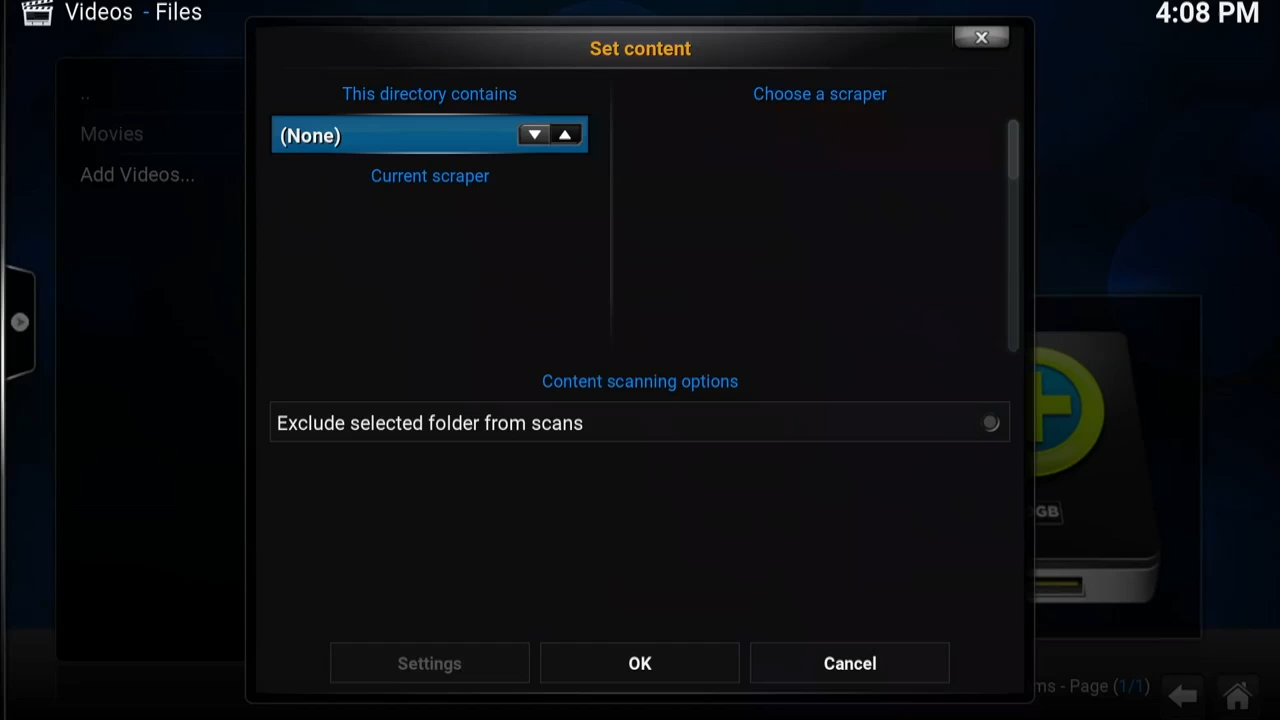 Videos - Files
4:08 PM
Set content
This directory contains
Choose a scraper
..
(None)
Movies
Current scraper
Add Videos...
Content scanning options
Exclude selected folder from scans
GB
Settings
OK
Cancel
ms - Page (1/1)